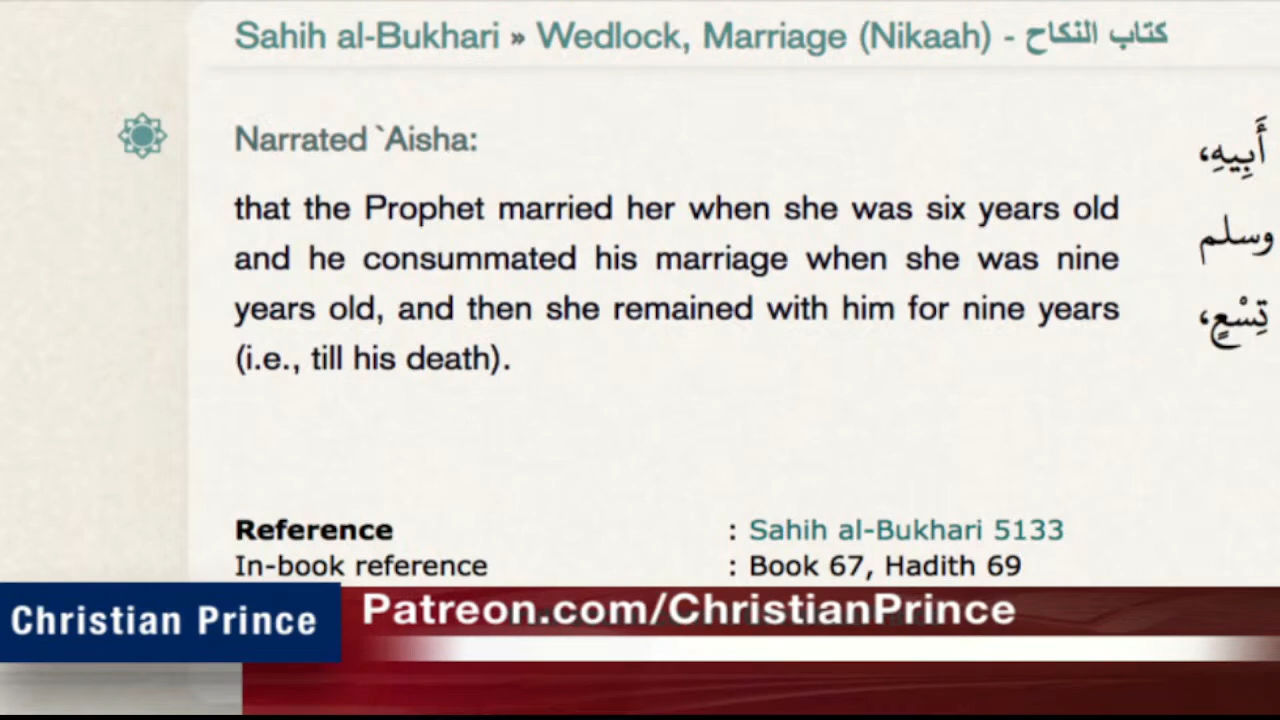 Sahih al-Bukhari » Wedlock, Marriage (Nikaah) - كتاب النكاح
Narrated `Aisha:
أَبِيهِ،
that the Prophet married her when she was six years old
وسلم
and he consummated his marriage when she was nine
years old, and then she remained with him for nine years
تِسْعٍ،
(i.e., till his death).
Reference : Sahih al-Bukhari 5133
In-book reference : Book 67, Hadith 69
Christian Prince
Patreon.com/ChristianPrince